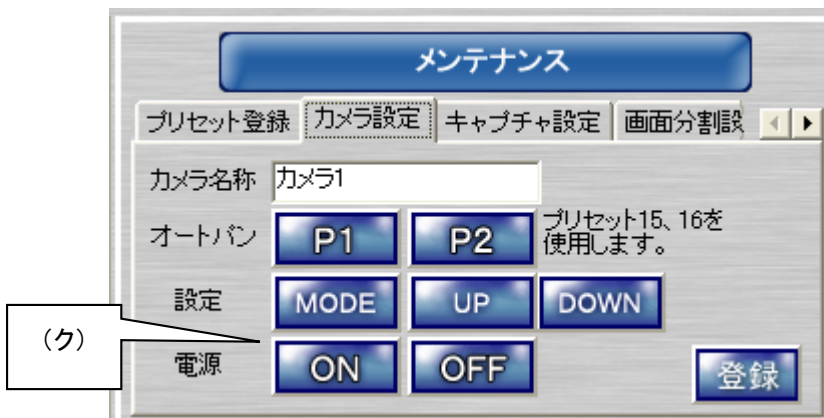 メンテナンス
プリセット登録 カメラ設定 キャプチャ設定 画面分割設
カメラ名称 カメラ1
オートパン P1 P2 プリセット15、16を
使用します。
設定 MODE UP DOWN
(ク)
電源 ON OFF 登録